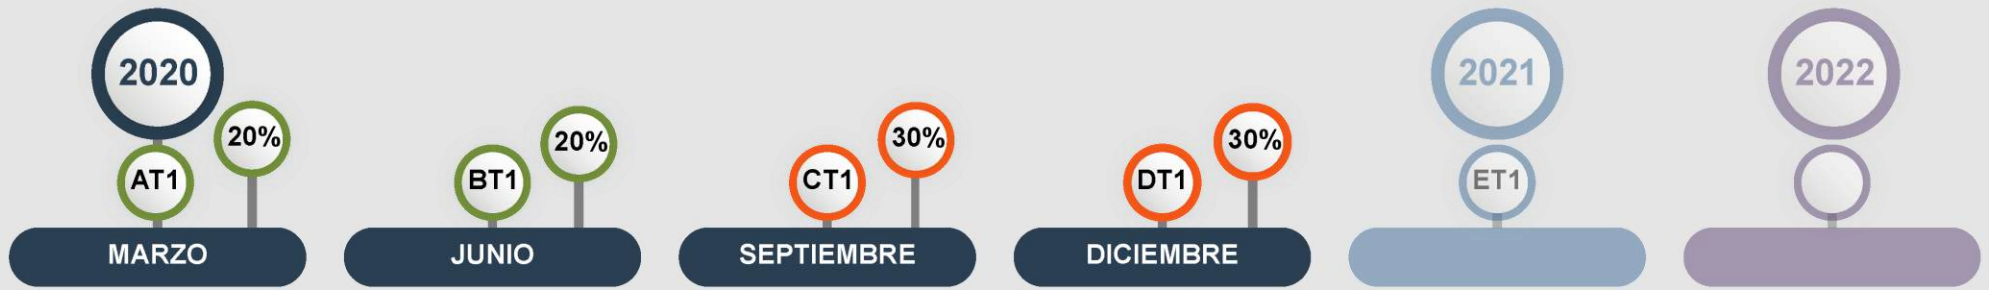 2020
20%
AT1
MARZO
20%
BT1
JUNIO
30%
CT1
SEPTIEMBRE
30%
DT1
DICIEMBRE
2021
ET1
2022